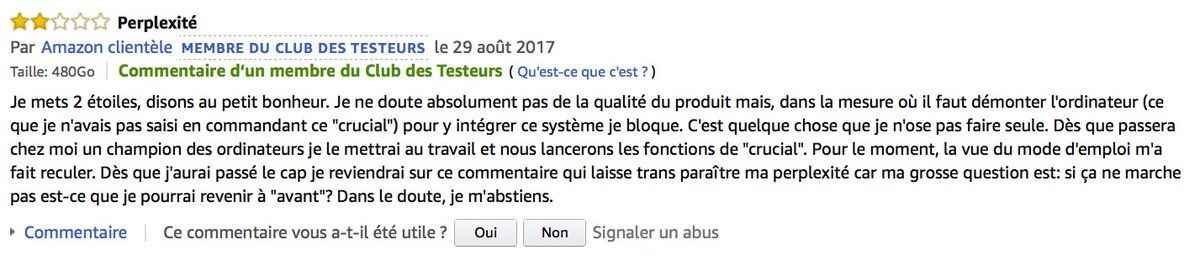 Perplexité
Par Amazon clientèle MEMBRE DU CLUB DES TESTEURS le 29 août 2017
Taille: 480Go | Commentaire d‘un membre du Club des Testeurs ( Qu'est-ce que c'est ? )
Je mets 2 étoiles, disons au petit bonheur. Je ne doute absolument pas de la qualité du produit mais, dans la mesure où il faut démonter l'ordinateur (ce
que je n'avais pas saisi en commandant ce "crucial") pour y intégrer ce système je bloque. C'est quelque chose que je n'ose pas faire seule. Dès que passera
chez moi un champion des ordinateurs je le mettrai au travail et nous lancerons les fonctions de "crucial". Pour le moment, la vue du mode d'emploi m'a
fait reculer. Dès que j'aurai passé le cap je reviendrai sur ce commentaire qui laisse trans paraître ma perplexité car ma grosse question est: si ça ne marche
pas est-ce que je pourrai revenir à "avant"? Dans le doute, je m'abstiens.
Commentaire | Ce commentaire vous a-t-il été utile ? Oui Non Signaler un abus